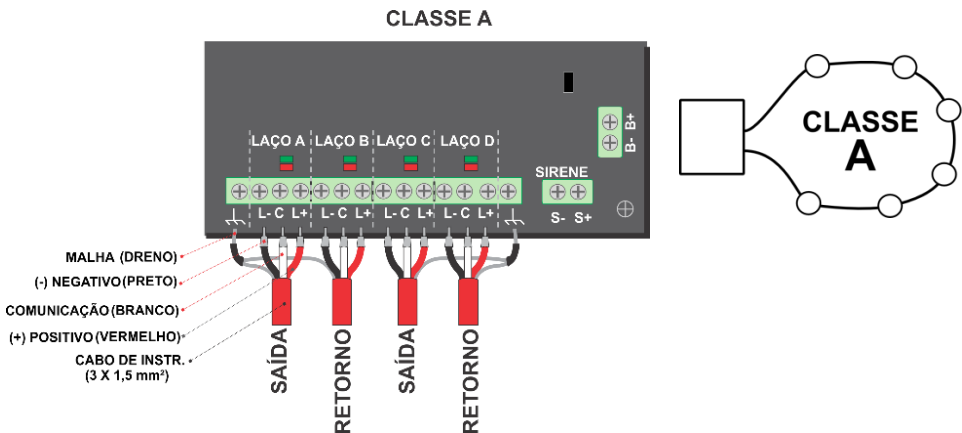 CLASSE A
LAÇO A LAÇO B LAÇO C LAÇO D
B- B+
SIRENE
L- C L+ L- C L+ L- C L+ L- C L+
S- S+
MALHA (DRENO)
(-) NEGATIVO (PRETO)
COMUNICAÇÃO (BRANCO)
(+) POSITIVO (VERMELHO)
CABO DE INSTR.
(3 X 1,5 mm²)
SAÍDA
RETORNO
SAÍDA
RETORNO
CLASSE
A